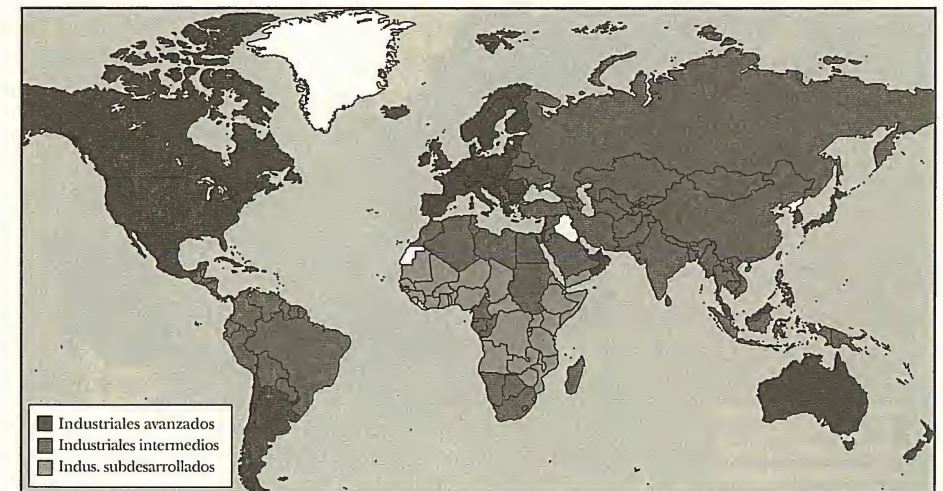 Industriales avanzados
Industriales intermedios
Indus. subdesarrollados